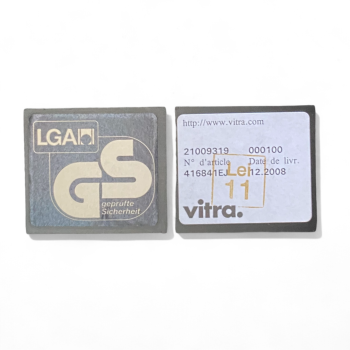 LGA
GS
geprüfte
Sicherheit
http://www.vitra.com
21009319 000100
N° d'article Date de livr.
416841EJ 12.2008
Lei
11
vitra.